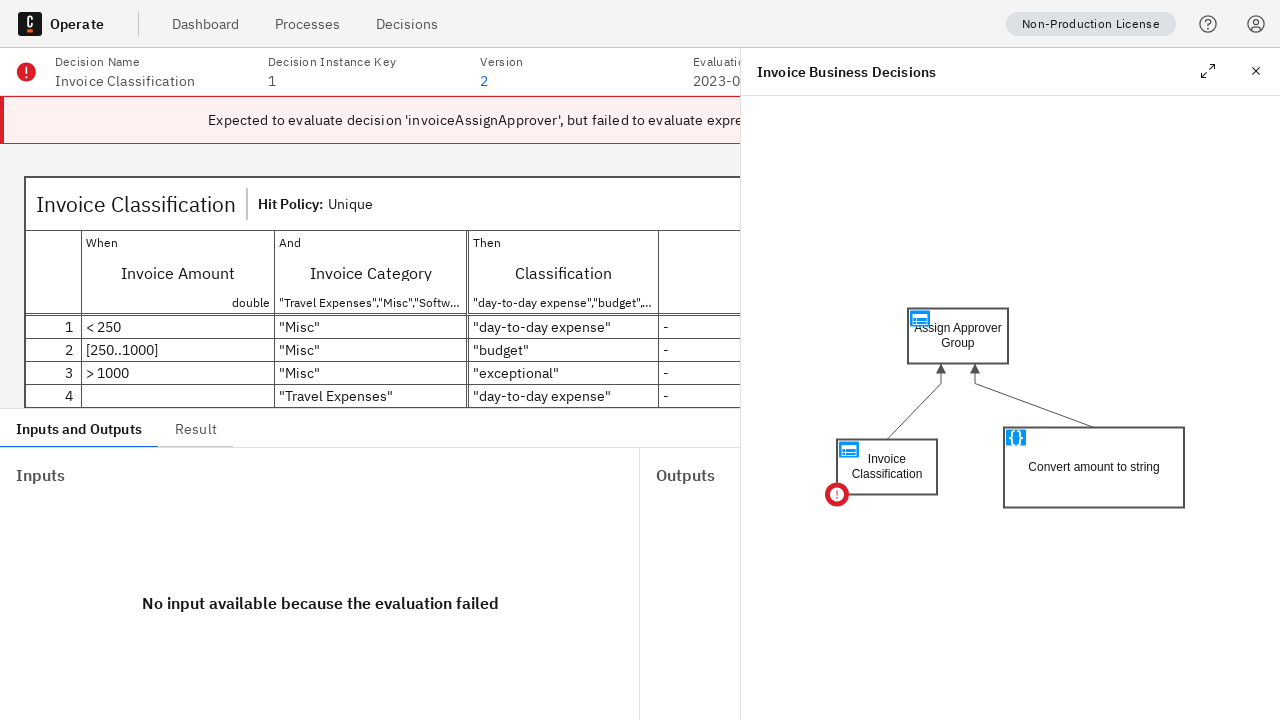 Operate
Dashboard
Processes
Decisions
Non-Production License
Decision Name
Invoice Classification
Decision Instance Key
1
Version
2
2023-0
Invoice Business Decisions
Expected to evaluate decision 'invoiceAssignApprover', but failed to evaluate expre
Invoice Classification
Hit Policy: Unique
When
And
Then
Invoice Amount
Invoice Category
Classification
double
"Travel Expenses","Misc","Softw...
"day-to-day expense","budget",...
1 < 250 "Misc" "day-to-day expense" -
2 [250..1000] "Misc" "budget" -
3 > 1000 "Misc" "exceptional" -
4 "Travel Expenses" "day-to-day expense" -
Inputs and Outputs
Result
Inputs
Outputs
No input available because the evaluation failed
Assign Approver
Group
Invoice
Classification
Convert amount to string